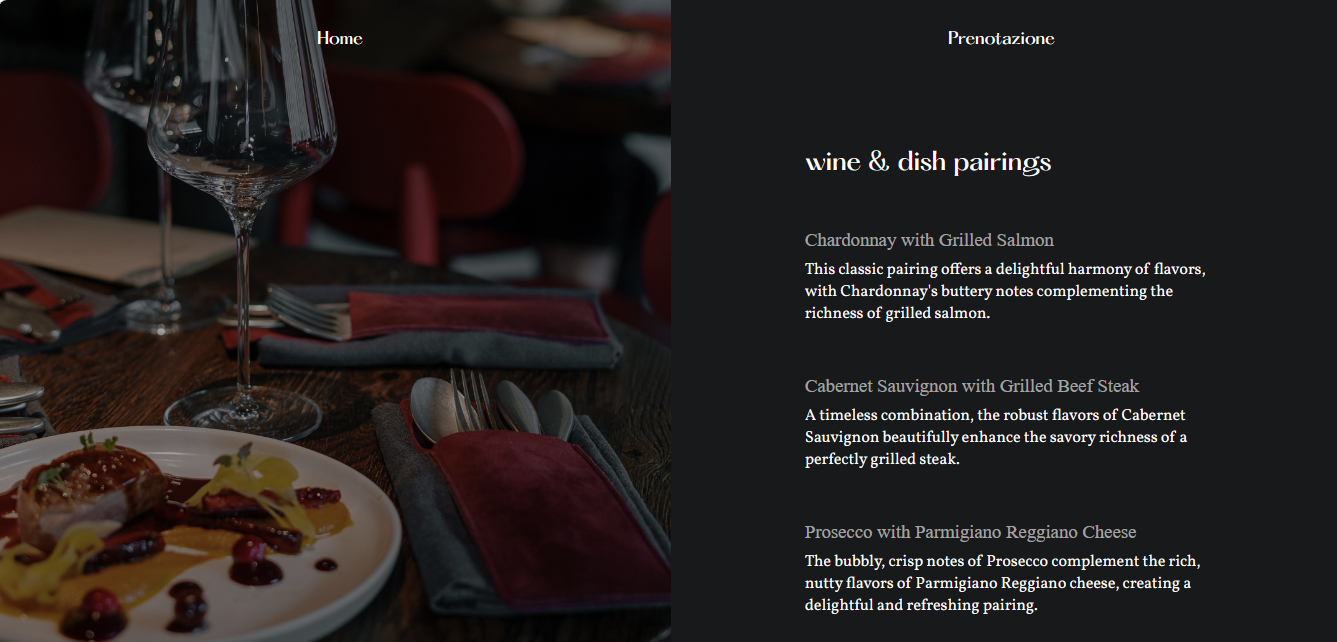 Home
Prenotazione
wine & dish pairings
Chardonnay with Grilled Salmon
This classic pairing offers a delightful harmony of flavors,
with Chardonnay's buttery notes complementing the
richness of grilled salmon.
Cabernet Sauvignon with Grilled Beef Steak
A timeless combination, the robust flavors of Cabernet
Sauvignon beautifully enhance the savory richness of a
perfectly grilled steak.
Prosecco with Parmigiano Reggiano Cheese
The bubbly, crisp notes of Prosecco complement the rich,
nutty flavors of Parmigiano Reggiano cheese, creating a
delightful and refreshing pairing.